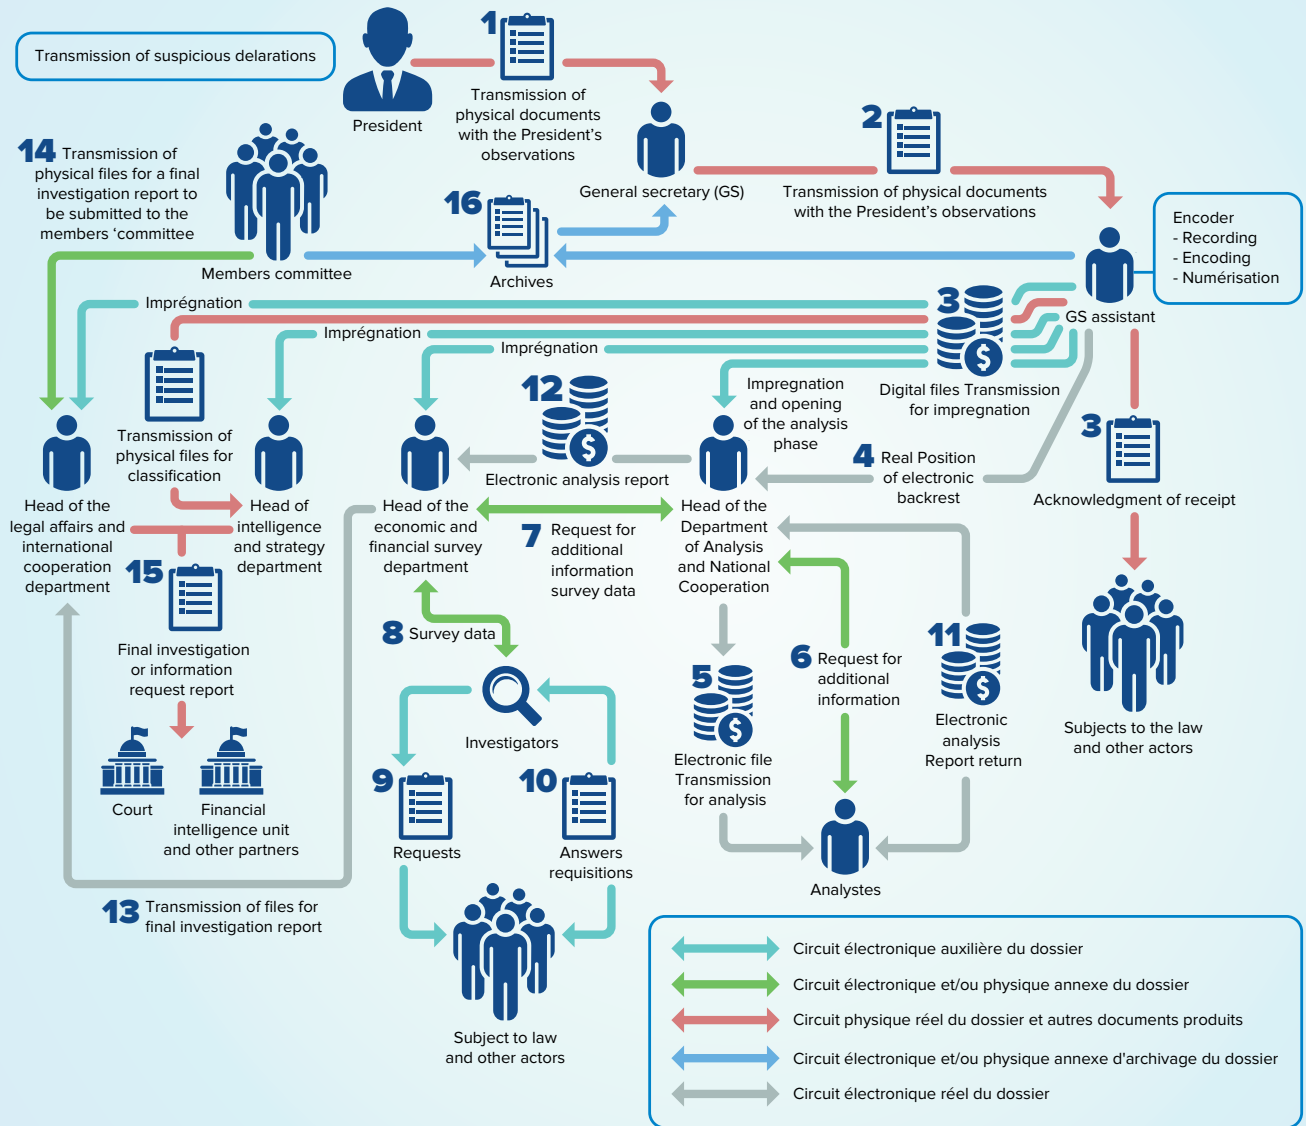 Transmission of suspicious delarations
President
1
Transmission of
physical documents
with the President's
observations
General secretary (GS)
2
Transmission of physical documents
with the President's observations
Encoder
- Recording
- Encoding
- Numérisation
GS assistant
14 Transmission of
physical files for a final
investigation report to
be submitted to the
members 'committee
Members committee
16
Archives
Imprégnation
Imprégnation
Imprégnation
3
Digital files Transmission
for impregnation
Impregnation
and opening
of the analysis
phase
Transmission of
physical files for
classification
12
Electronic analysis report
4 Real Position
of electronic
backrest
3
Acknowledgment of receipt
Head of the
legal affairs and
international
cooperation
department
Head of
intelligence
and strategy
department
Head of the
economic and
financial survey
department
7 Request for
additional
information
survey data
Head of the
Department
of Analysis
and National
Cooperation
15
Final investigation
or information
request report
8 Survey data
Investigators
5
Electronic file
Transmission
for analysis
6 Request for
additional
information
11
Electronic
analysis
Report return
Subjects to the law
and other actors
Court
Financial
intelligence unit
and other partners
9
Requests
10
Answers
requisitions
Analystes
13 Transmission of files for
final investigation report
Subject to law
and other actors
Circuit électronique auxilière du dossier
Circuit électronique et/ou physique annexe du dossier
Circuit physique réel du dossier et autres documents produits
Circuit électronique et/ou physique annexe d'archivage du dossier
Circuit électronique réel du dossier